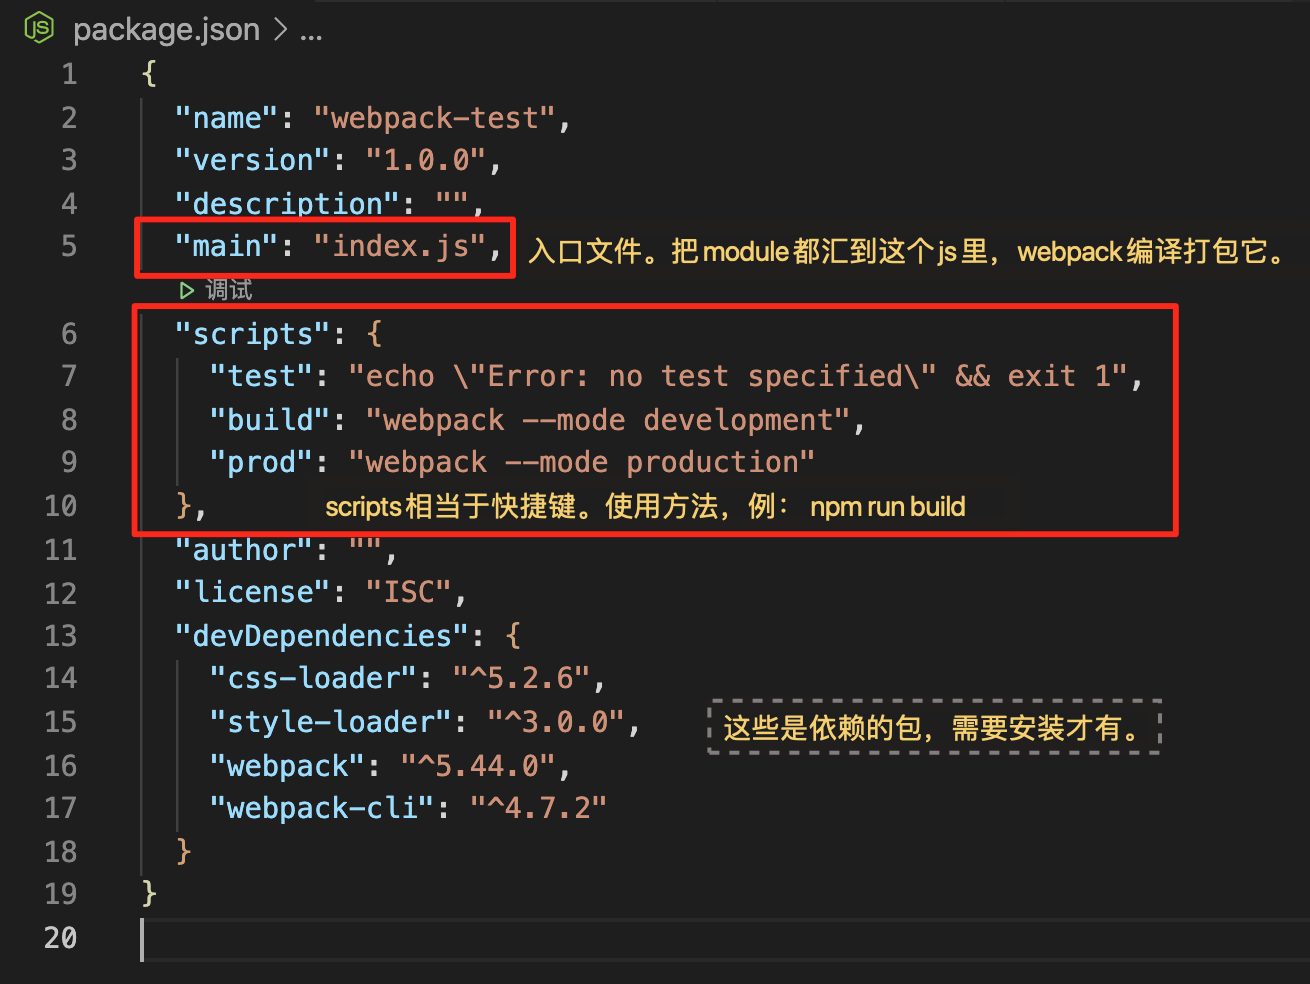 package.json > ...
1 {
2 "name": "webpack-test",
3 "version": "1.0.0",
4 "description": "",
5 "main": "index.js", 入口文件。把module都汇到这个js里，webpack编译打包它。
调试
6 "scripts": {
7 "test": "echo \"Error: no test specified\" && exit 1",
8 "build": "webpack --mode development",
9 "prod": "webpack --mode production"
10 }, scripts相当于快捷键。使用方法，例： npm run build
11 "author": "",
12 "license": "ISC",
13 "devDependencies": {
14 "css-loader": "^5.2.6",
15 "style-loader": "^3.0.0", 这些是依赖的包，需要安装才有。
16 "webpack": "^5.44.0",
17 "webpack-cli": "^4.7.2"
18 }
19 }
20